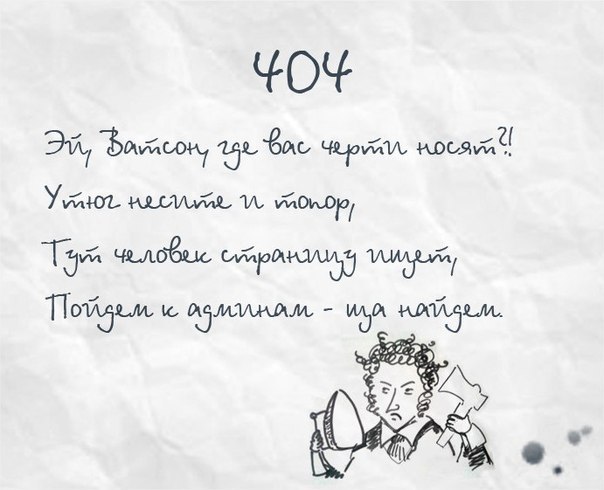 404
Эй, Ватсон, где вас черти носят?!
Утюг несите и топор,
Тут человек страницу ищет,
Пойдем к админам - ща найдем.